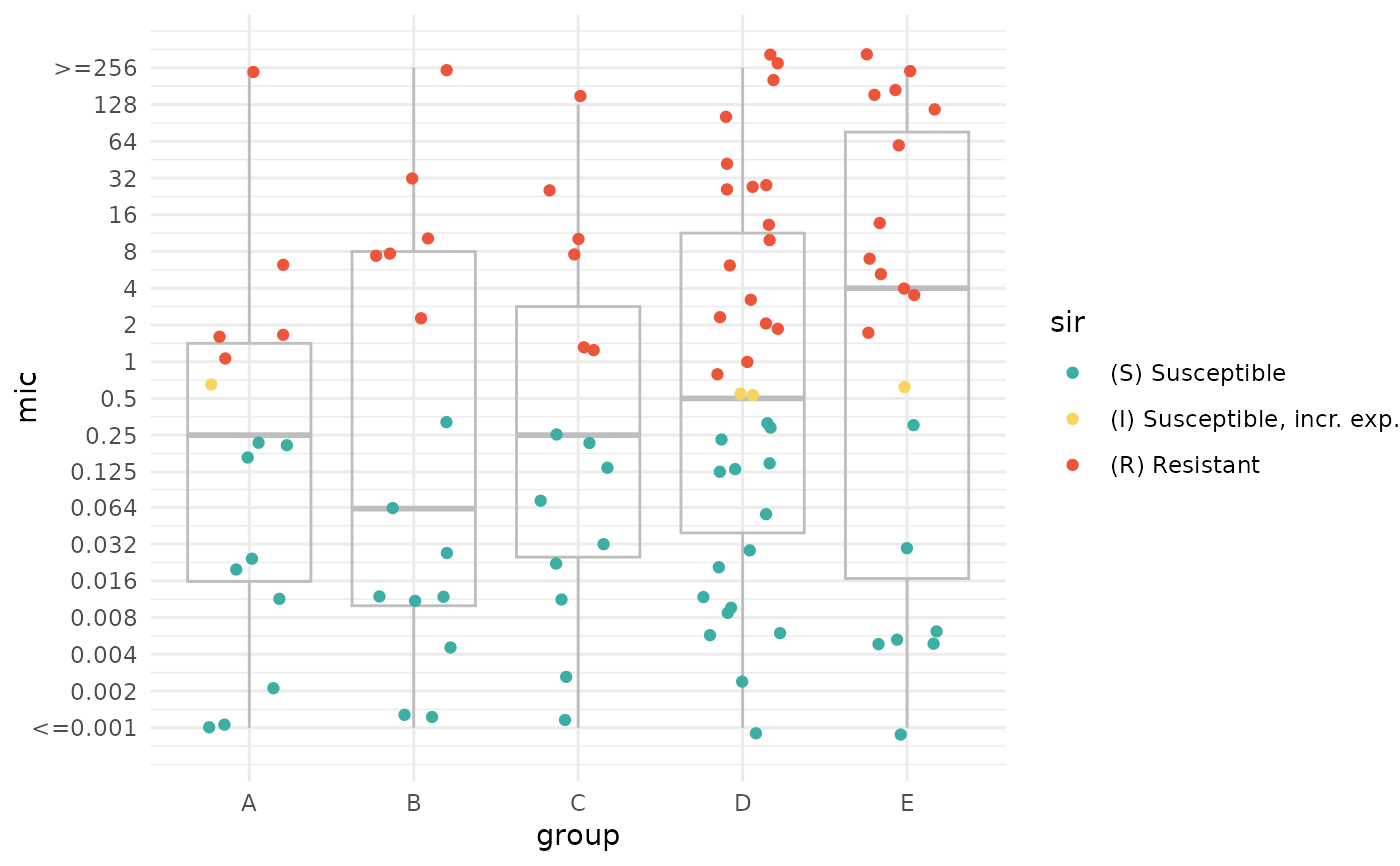 mic
>=256
128
64
32
16
8
4
2
1
0.5
0.25
0.125
0.064
0.032
0.016
0.008
0.004
0.002
<=0.001
A B C D E
group
sir
(S) Susceptible
(I) Susceptible, incr. exp.
(R) Resistant